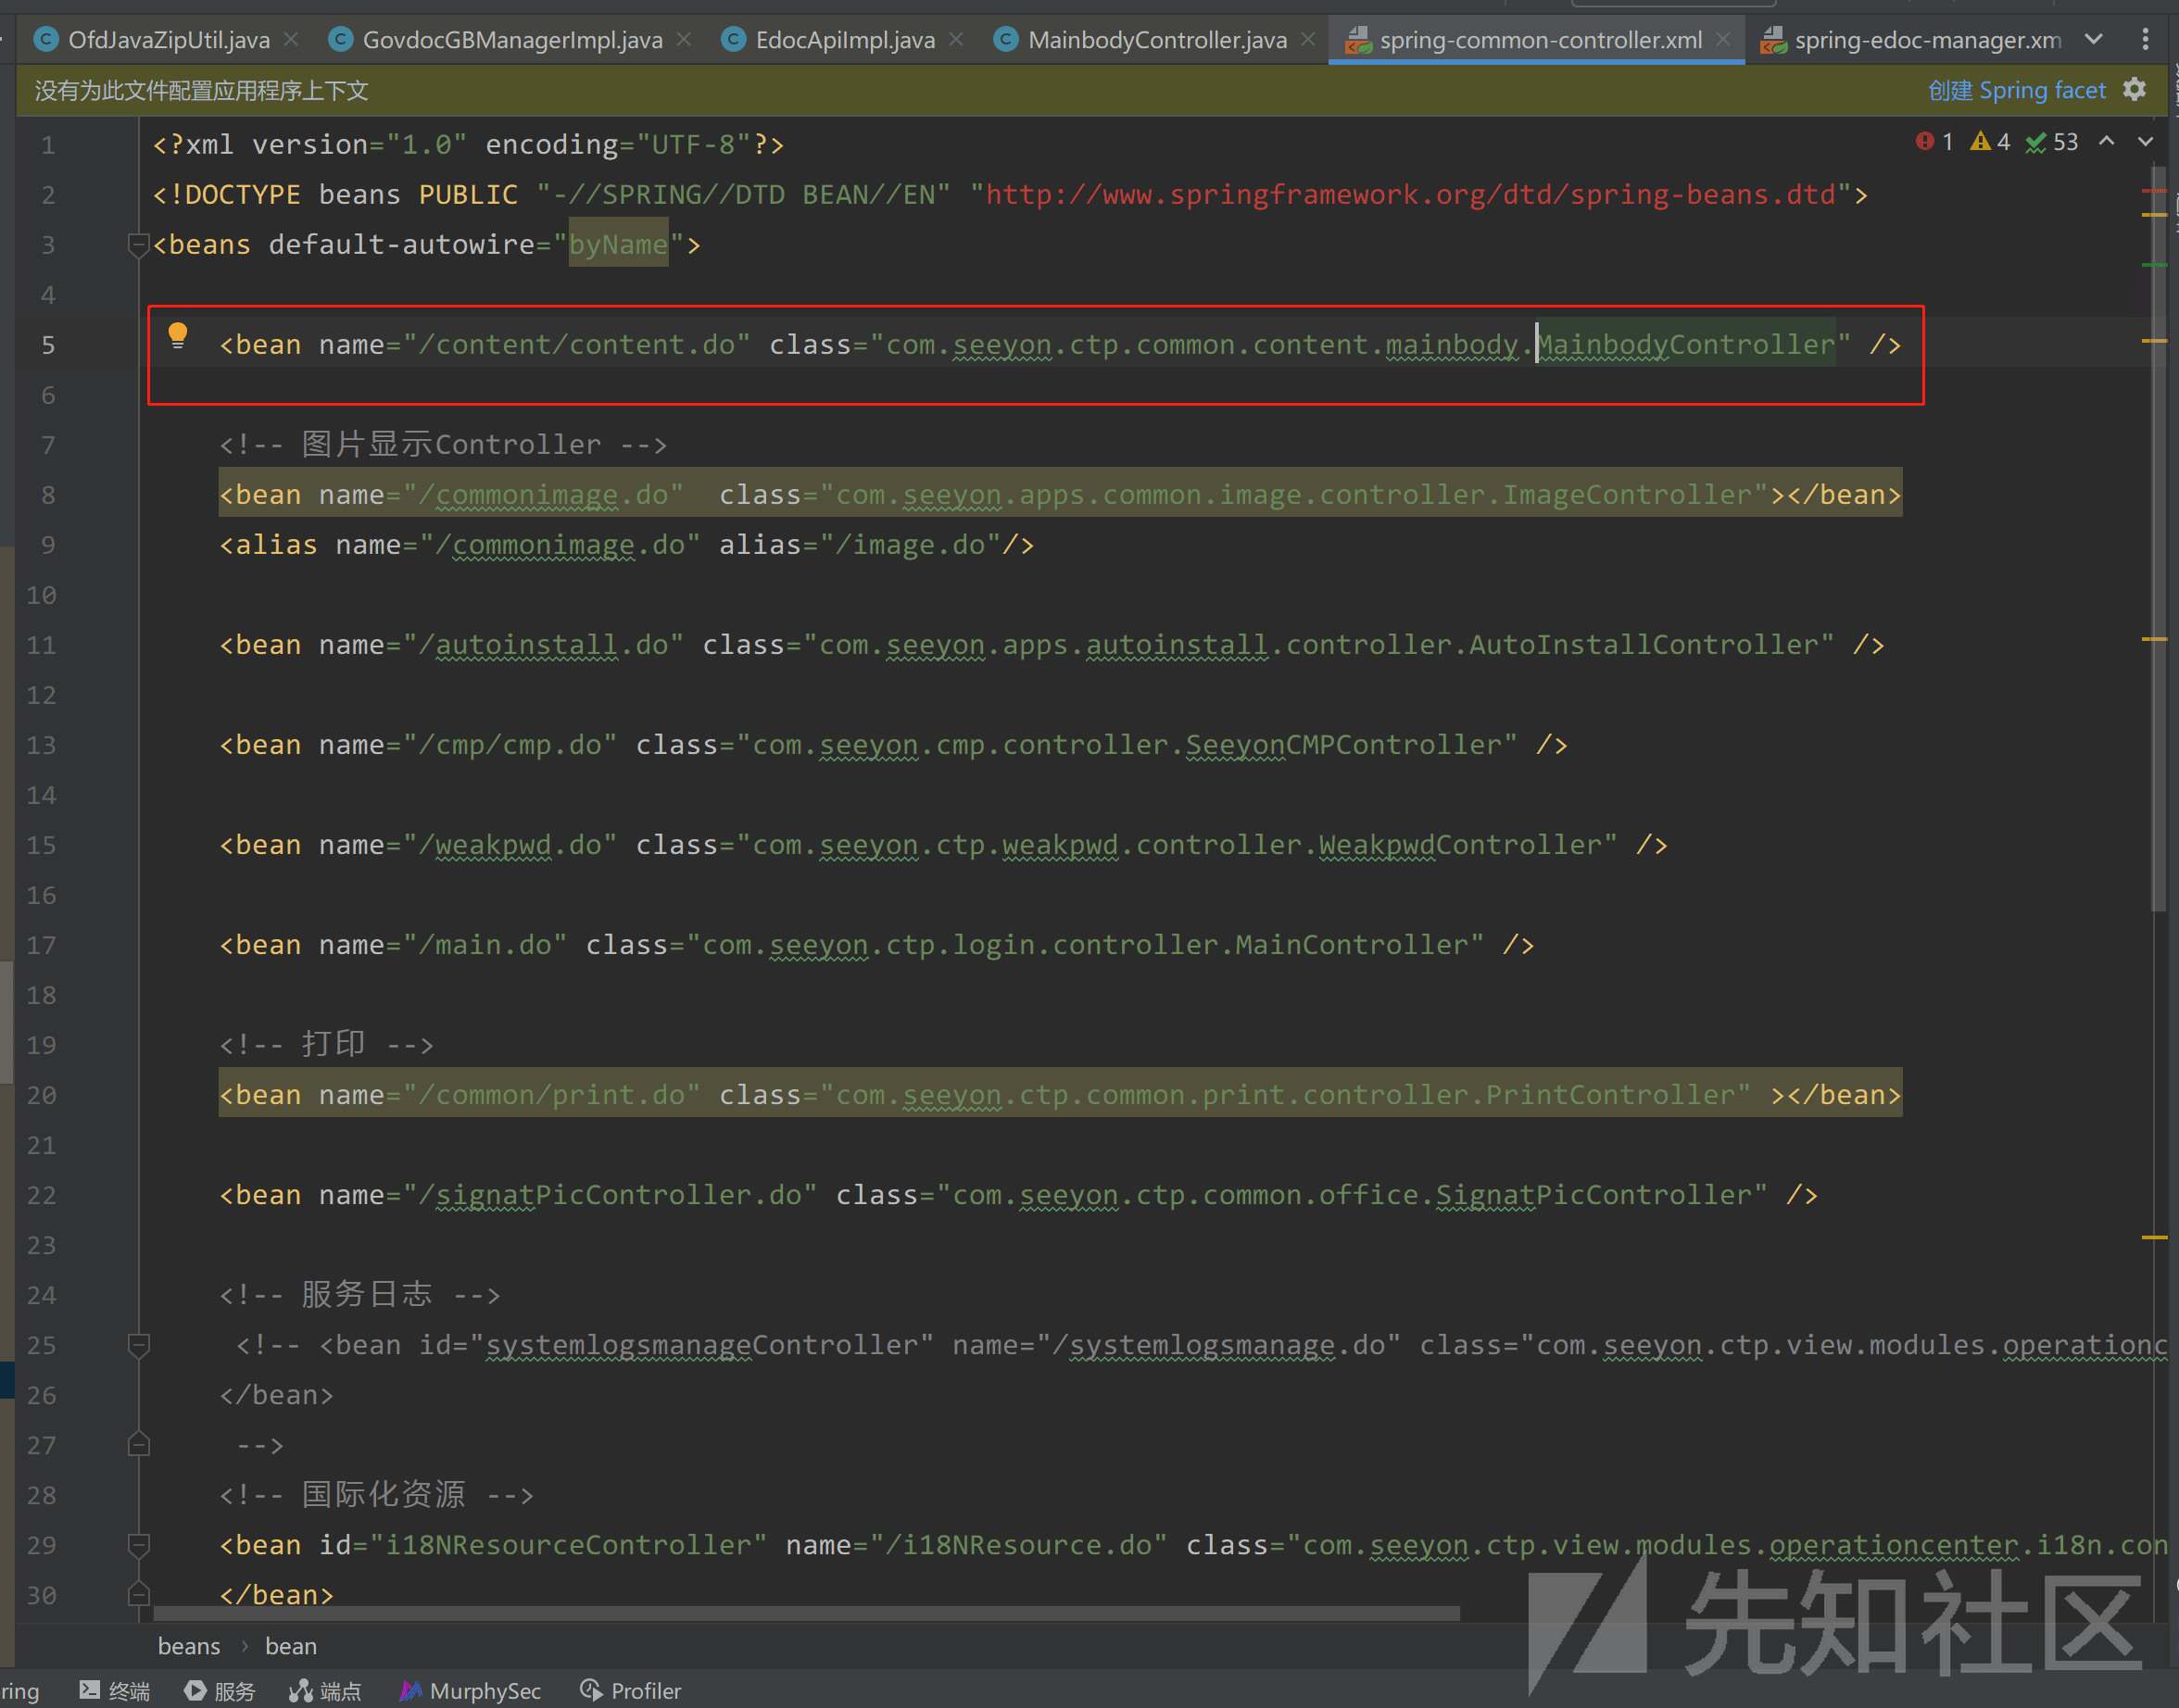 OfdJavaZipUtil.java GovdocGBManagerImpl.java EdocApiImpl.java MainbodyController.java spring-common-controller.xml spring-edoc-manager.xm
没有为此文件配置应用程序上下文 创建 Spring facet
1 <?xml version="1.0" encoding="UTF-8"?> 1 4 53
2 <!DOCTYPE beans PUBLIC "-//SPRING//DTD BEAN//EN" "http://www.springframework.org/dtd/spring-beans.dtd">
3 <beans default-autowire="byName">
4
5 <bean name="/content/content.do" class="com.seeyon.ctp.common.content.mainbody.MainbodyController" />
6
7 <!-- 图片显示Controller -->
8 <bean name="/commonimage.do"  class="com.seeyon.apps.common.image.controller.ImageController"></bean>
9 <alias name="/commonimage.do" alias="/image.do"/>
10
11 <bean name="/autoinstall.do" class="com.seeyon.apps.autoinstall.controller.AutoInstallController" />
12
13 <bean name="/cmp/cmp.do" class="com.seeyon.cmp.controller.SeeyonCMPController" />
14
15 <bean name="/weakpwd.do" class="com.seeyon.ctp.weakpwd.controller.WeakpwdController" />
16
17 <bean name="/main.do" class="com.seeyon.ctp.login.controller.MainController" />
18
19 <!-- 打印 -->
20 <bean name="/common/print.do" class="com.seeyon.ctp.common.print.controller.PrintController" ></bean>
21
22 <bean name="/signatPicController.do" class="com.seeyon.ctp.common.office.SignatPicController" />
23
24 <!-- 服务日志 -->
25 <!-- <bean id="systemlogsmanageController" name="/systemlogsmanage.do" class="com.seeyon.ctp.view.modules.operationc
26 </bean>
27 -->
28 <!-- 国际化资源 -->
29 <bean id="i18NResourceController" name="/i18NResource.do" class="com.seeyon.ctp.view.modules.operationcenter.i18n.con
30 </bean>
先知社区
beans › bean
ring 终端 服务 端点 MurphySec Profiler